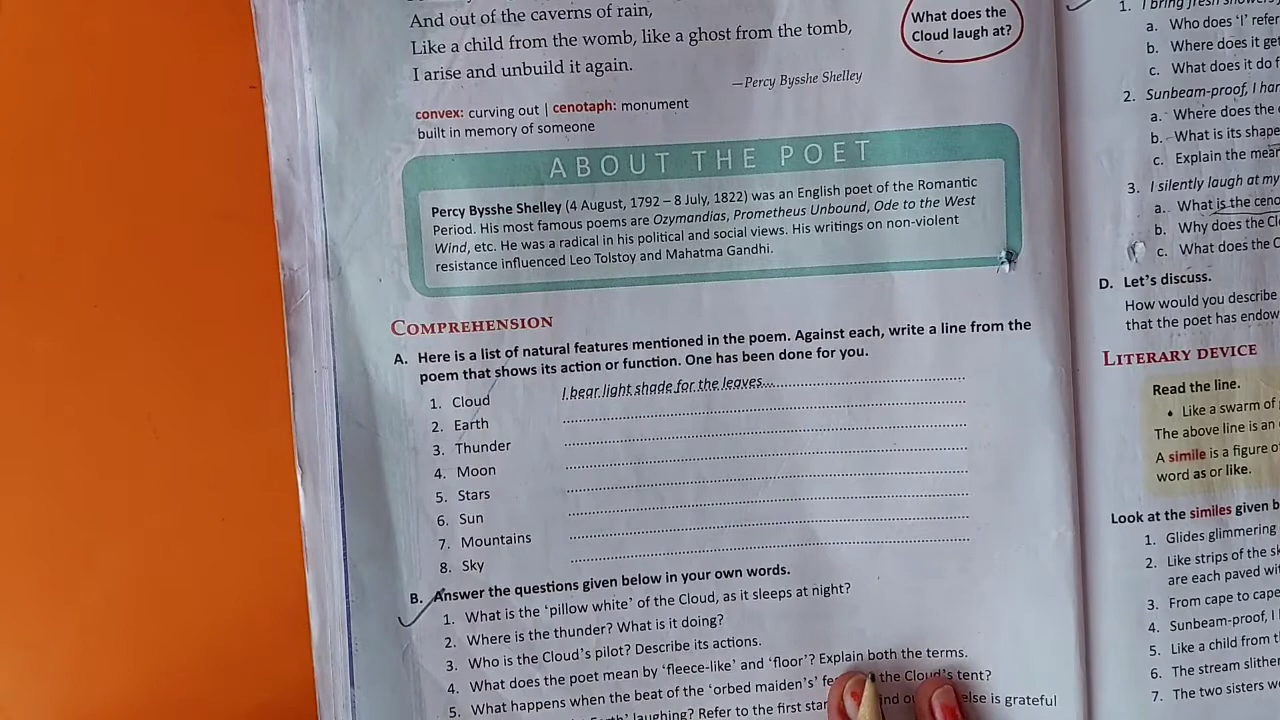 And out of the caverns of rain,
Like a child from the womb, like a ghost from the tomb,
I arise and unbuild it again.
—Percy Bysshe Shelley
What does the
Cloud laugh at?
convex: curving out | cenotaph: monument
built in memory of someone
ABOUT THE POET
Percy Bysshe Shelley (4 August, 1792 – 8 July, 1822) was an English poet of the Romantic
Period. His most famous poems are Ozymandias, Prometheus Unbound, Ode to the West
Wind, etc. He was a radical in his political and social views. His writings on non-violent
resistance influenced Leo Tolstoy and Mahatma Gandhi.
COMPREHENSION
A. Here is a list of natural features mentioned in the poem. Against each, write a line from the
poem that shows its action or function. One has been done for you.
1. Cloud I bear light shade for the leaves...
2. Earth
3. Thunder
4. Moon
5. Stars
6. Sun
7. Mountains
8. Sky
B. Answer the questions given below in your own words.
1. What is the 'pillow white' of the Cloud, as it sleeps at night?
2. Where is the thunder? What is it doing?
3. Who is the Cloud's pilot? Describe its actions.
4. What does the poet mean by 'fleece-like' and 'floor'? Explain both the terms.
5. What happens when the beat of the 'orbed maiden's' the Cloud's tent?
laughing? Refer to the first else is grateful
1. I bring fresh
a. Who does 'I'
b. Where does it
c. What does it do
2. Sunbeam-proof, I
a. Where does the
b. What is its
c. Explain the
3. I silently laugh at my
a. What is the
b. Why does the
c. What does the
D. Let's discuss.
How would you describe
that the poet has
LITERARY DEVICE
Read the line.
• Like a swarm of
The above line is an
A simile is a figure
word as or like.
Look at the similes given
1. Glides glimmering
2. Like strips of the
are each paved
3. From cape to cape
4. Sunbeam-proof, I
5. Like a child from
6. The stream
7. The two sisters